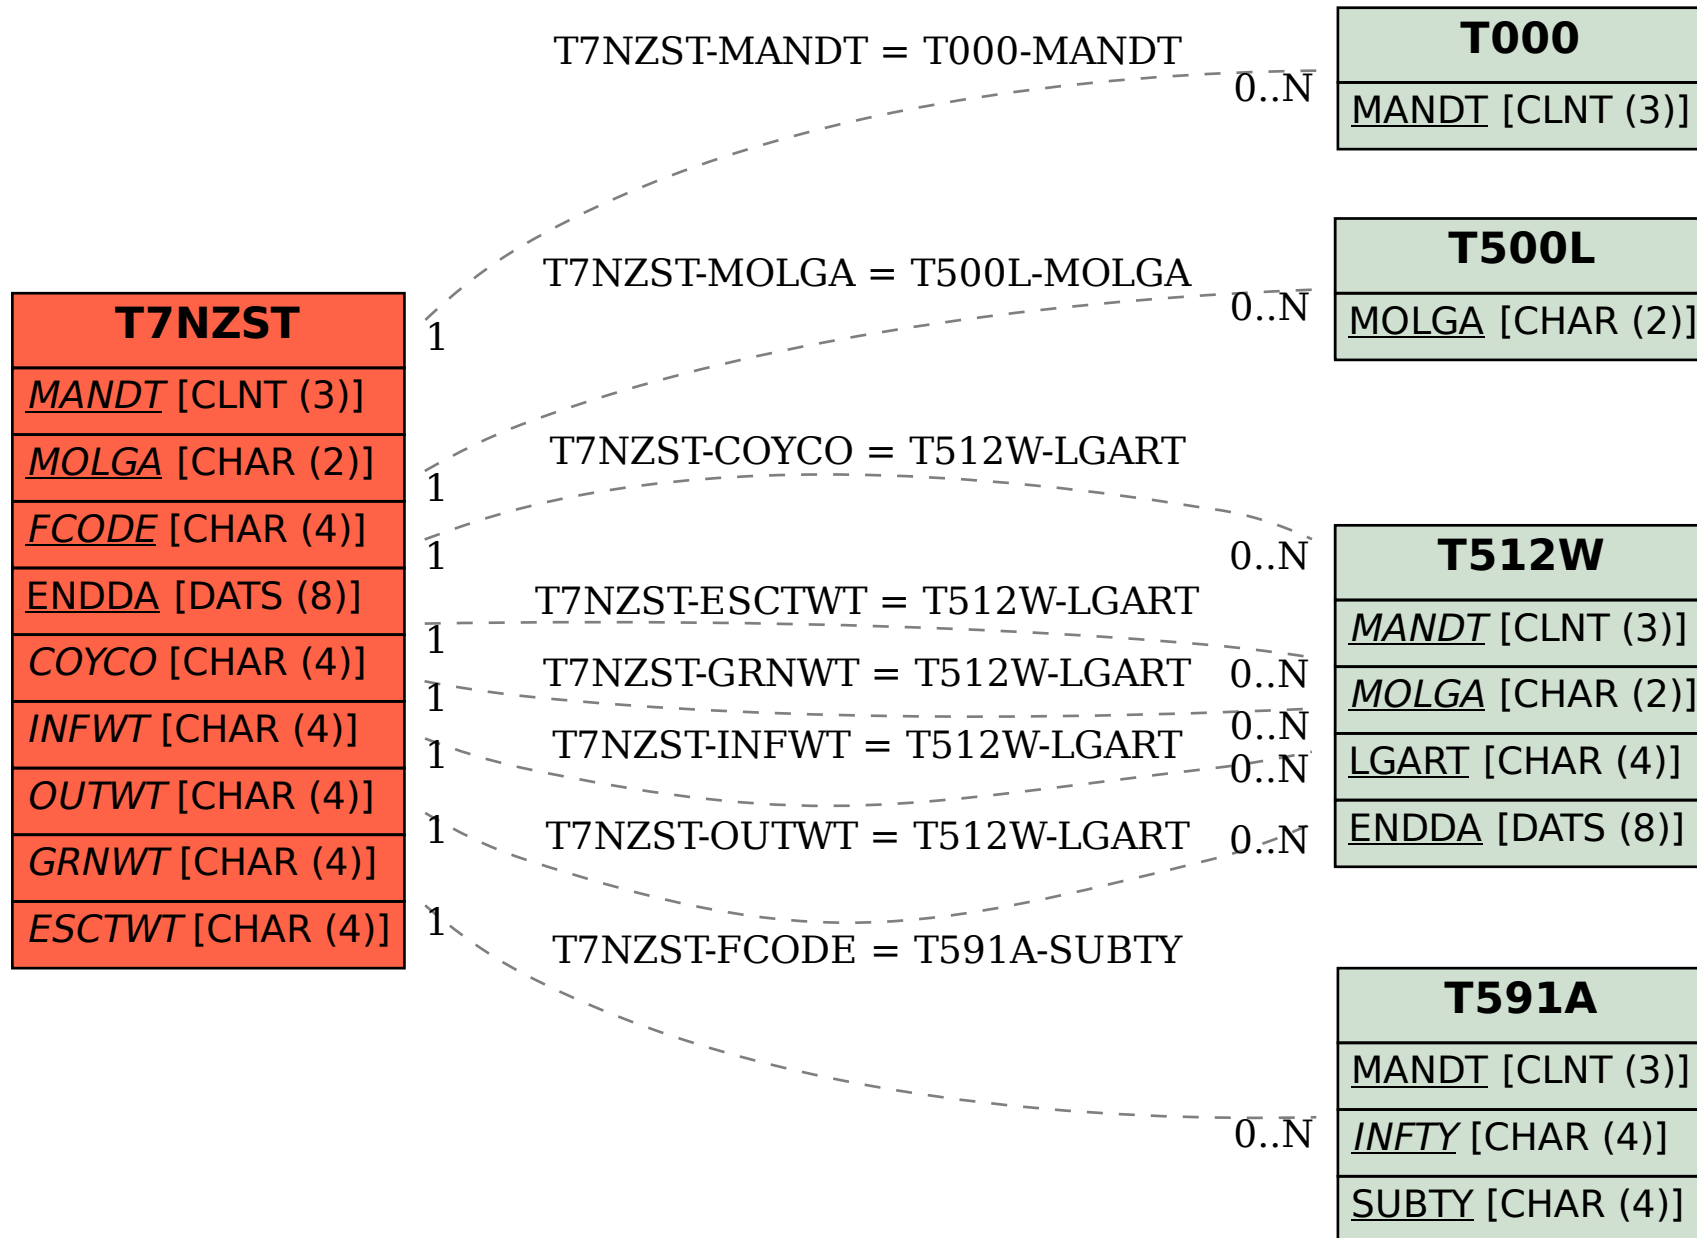 T7NZST
MANDT [CLNT (3)]
MOLGA [CHAR (2)]
FCODE [CHAR (4)]
ENDDA [DATS (8)]
COYCO [CHAR (4)]
INFWT [CHAR (4)]
OUTWT [CHAR (4)]
GRNWT [CHAR (4)]
ESCTWT [CHAR (4)]
T7NZST-MANDT = T000-MANDT
0..N
1
T7NZST-MOLGA = T500L-MOLGA
0..N
1
T7NZST-COYCO = T512W-LGART
0..N
1
T7NZST-ESCTWT = T512W-LGART
0..N
1
T7NZST-GRNWT = T512W-LGART
0..N
1
T7NZST-INFWT = T512W-LGART
0..N
1
T7NZST-OUTWT = T512W-LGART
0..N
1
T7NZST-FCODE = T591A-SUBTY
0..N
1
T000
MANDT [CLNT (3)]
T500L
MOLGA [CHAR (2)]
T512W
MANDT [CLNT (3)]
MOLGA [CHAR (2)]
LGART [CHAR (4)]
ENDDA [DATS (8)]
T591A
MANDT [CLNT (3)]
INFTY [CHAR (4)]
SUBTY [CHAR (4)]